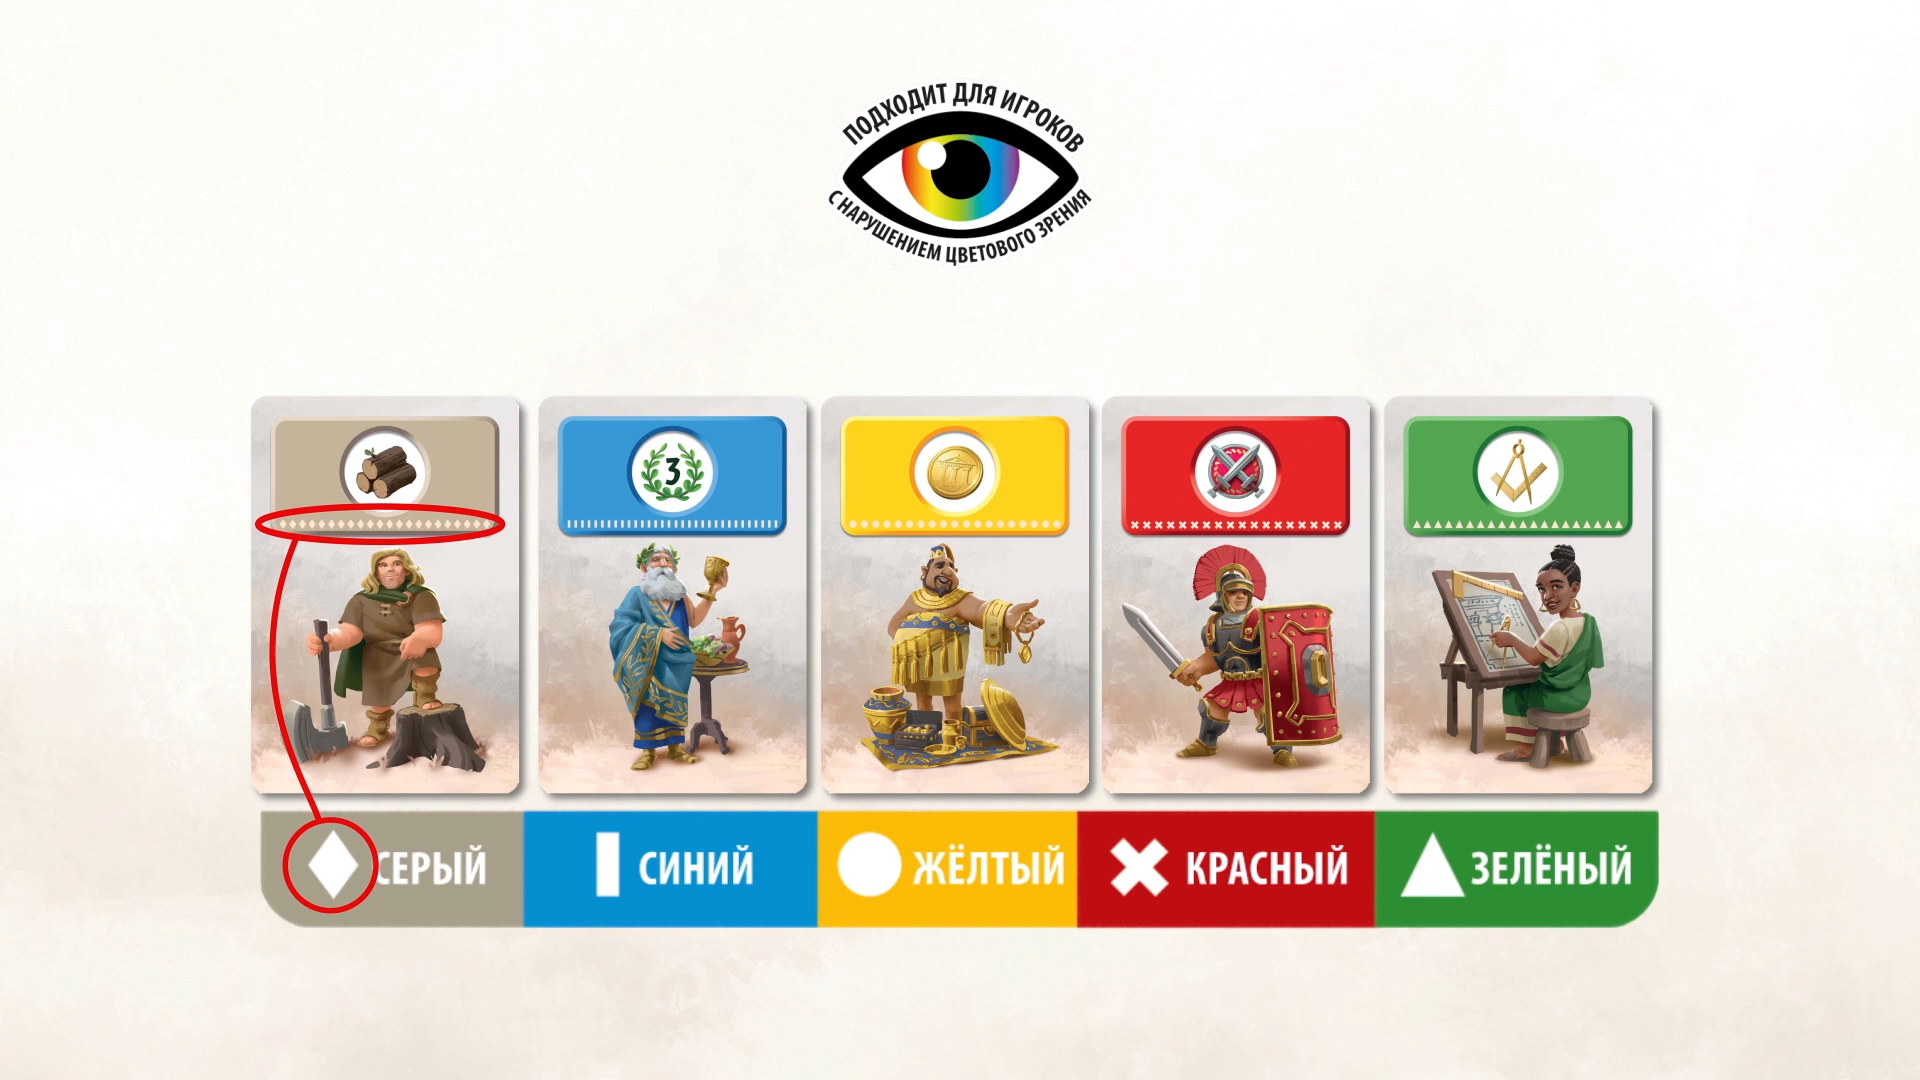 ПОДХОДИТ ДЛЯ ИГРОКОВ
С НАРУШЕНИЕМ ЦВЕТОВОГО ЗРЕНИЯ
3
СЕРЫЙ
СИНИЙ
ЖЁЛТЫЙ
КРАСНЫЙ
ЗЕЛЁНЫЙ